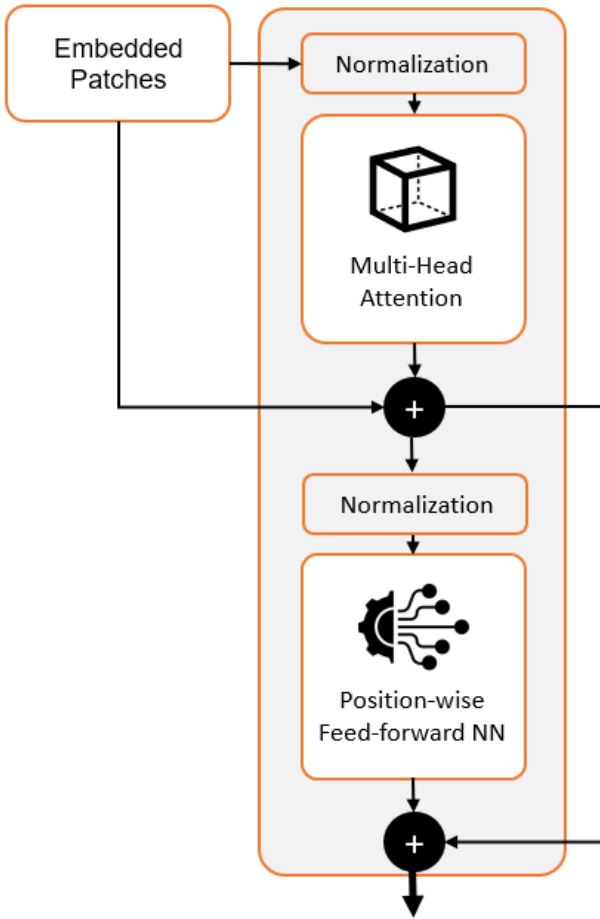 Embedded
Patches
Normalization
Multi-Head
Attention
+
Normalization
Position-wise
Feed-forward NN
+